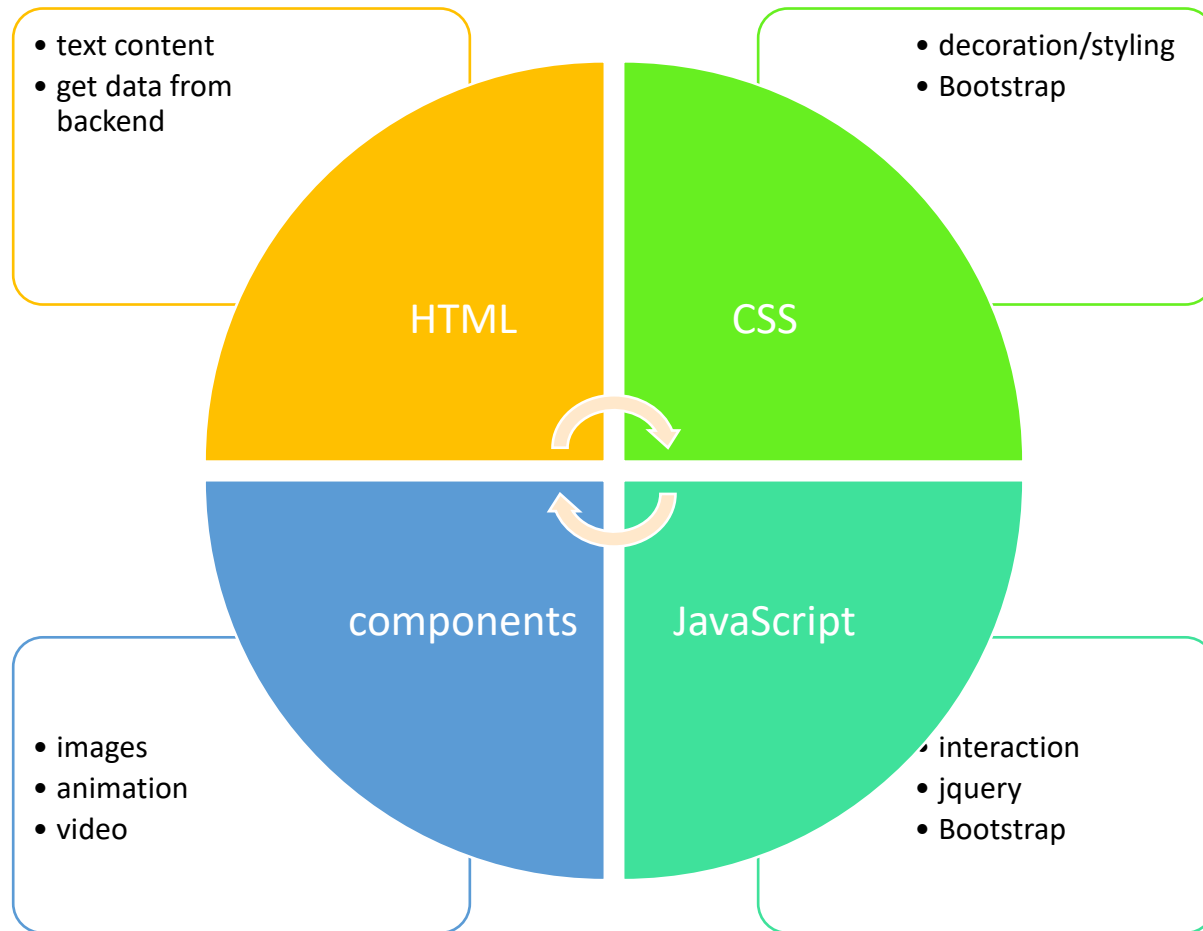 • text content
• get data from
backend
• decoration/styling
• Bootstrap
HTML
CSS
components
JavaScript
• images
• animation
• video
• interaction
• jquery
• Bootstrap